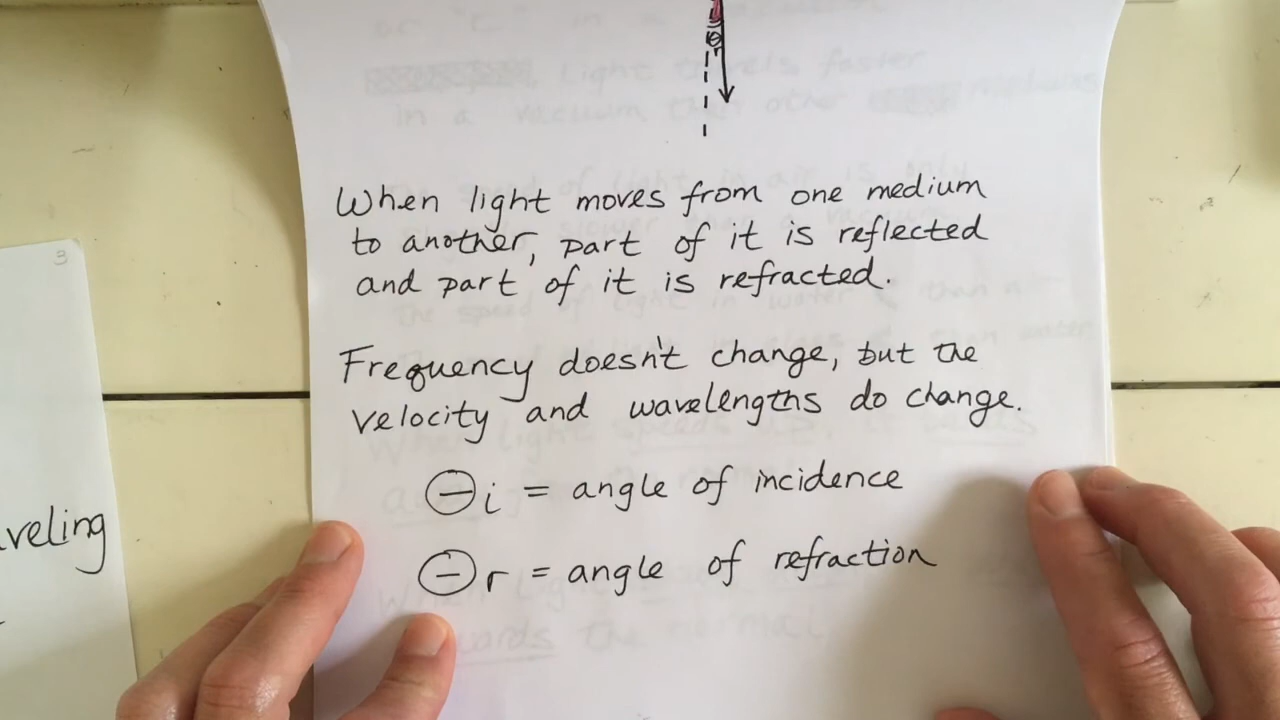 θr
When light moves from one medium
to another, part of it is reflected
and part of it is refracted.
Frequency doesn't change, but the
velocity and wavelengths do change.
θi = angle of incidence
θr = angle of refraction
3
veling